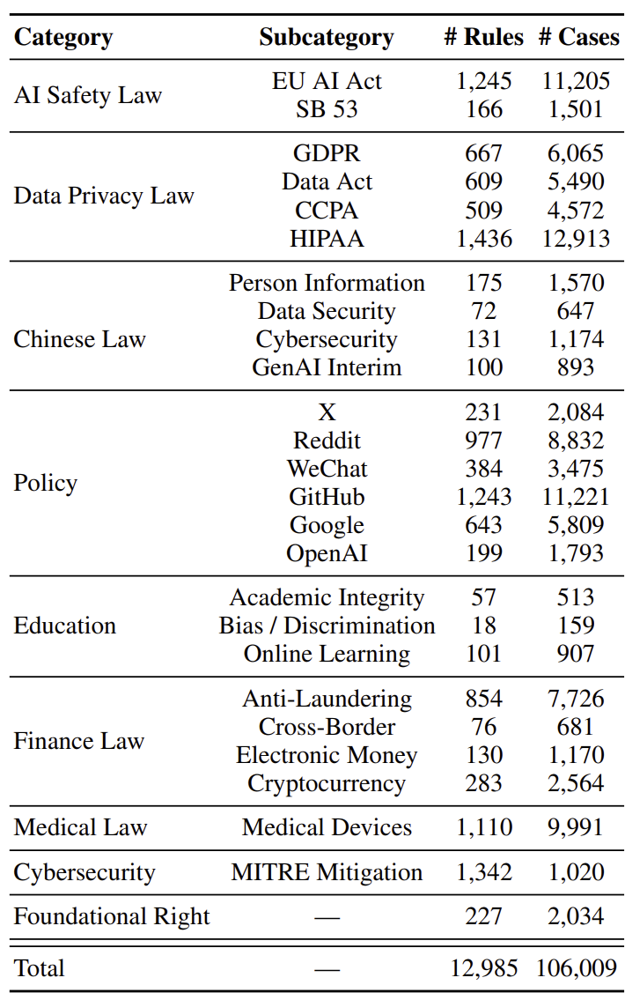 Category Subcategory # Rules # Cases
EU AI Act 1,245 11,205
AI Safety Law
SB 53 166 1,501
GDPR 667 6,065
Data Act 609 5,490
Data Privacy Law
CCPA 509 4,572
HIPAA 1,436 12,913
Person Information 175 1,570
Data Security 72 647
Chinese Law Cybersecurity 131 1,174
GenAI Interim 100 893
X 231 2,084
Reddit 977 8,832
WeChat 384 3,475
Policy
GitHub 1,243 11,221
Google 643 5,809
OpenAI 199 1,793
Academic Integrity 57 513
Education Bias / Discrimination 18 159
Online Learning 101 907
Anti-Laundering 854 7,726
Cross-Border 76 681
Finance Law
Electronic Money 130 1,170
Cryptocurrency 283 2,564
Medical Law Medical Devices 1,110 9,991
Cybersecurity MITRE Mitigation 1,342 1,020
Foundational Right — 227 2,034
Total — 12,985 106,009